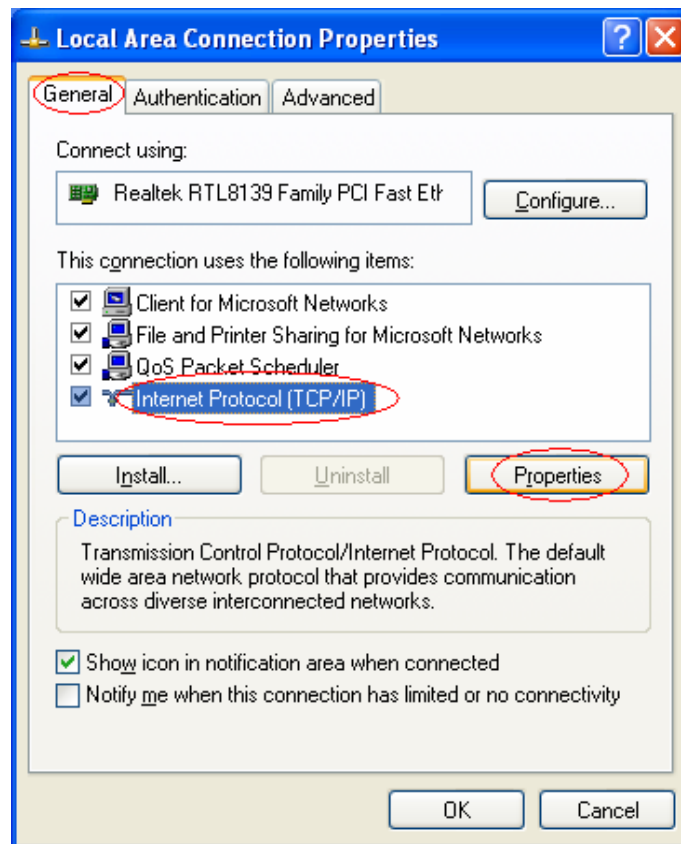 Local Area Connection Properties
General Authentication Advanced
Connect using:
Realtek RTL8139 Family PCI Fast Eth
Configure...
This connection uses the following items:
Client for Microsoft Networks
File and Printer Sharing for Microsoft Networks
QoS Packet Scheduler
Internet Protocol (TCP/IP)
Install... Uninstall Properties
Description
Transmission Control Protocol/Internet Protocol. The default
wide area network protocol that provides communication
across diverse interconnected networks.
Show icon in notification area when connected
Notify me when this connection has limited or no connectivity
OK Cancel